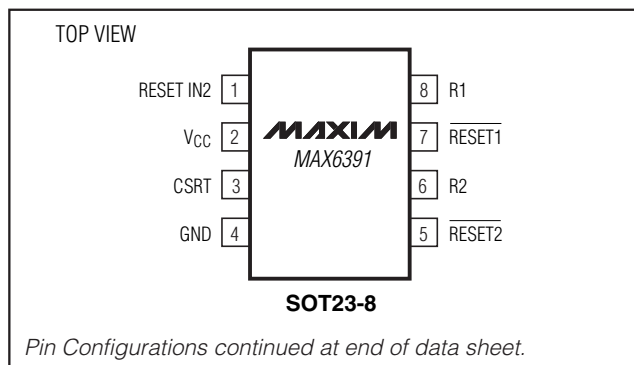 TOP VIEW
RESET IN2 1
VCC 2
CSRT 3
GND 4
MAXIM
MAX6391
8 R1
7 RESET1
6 R2
5 RESET2
SOT23-8
Pin Configurations continued at end of data sheet.